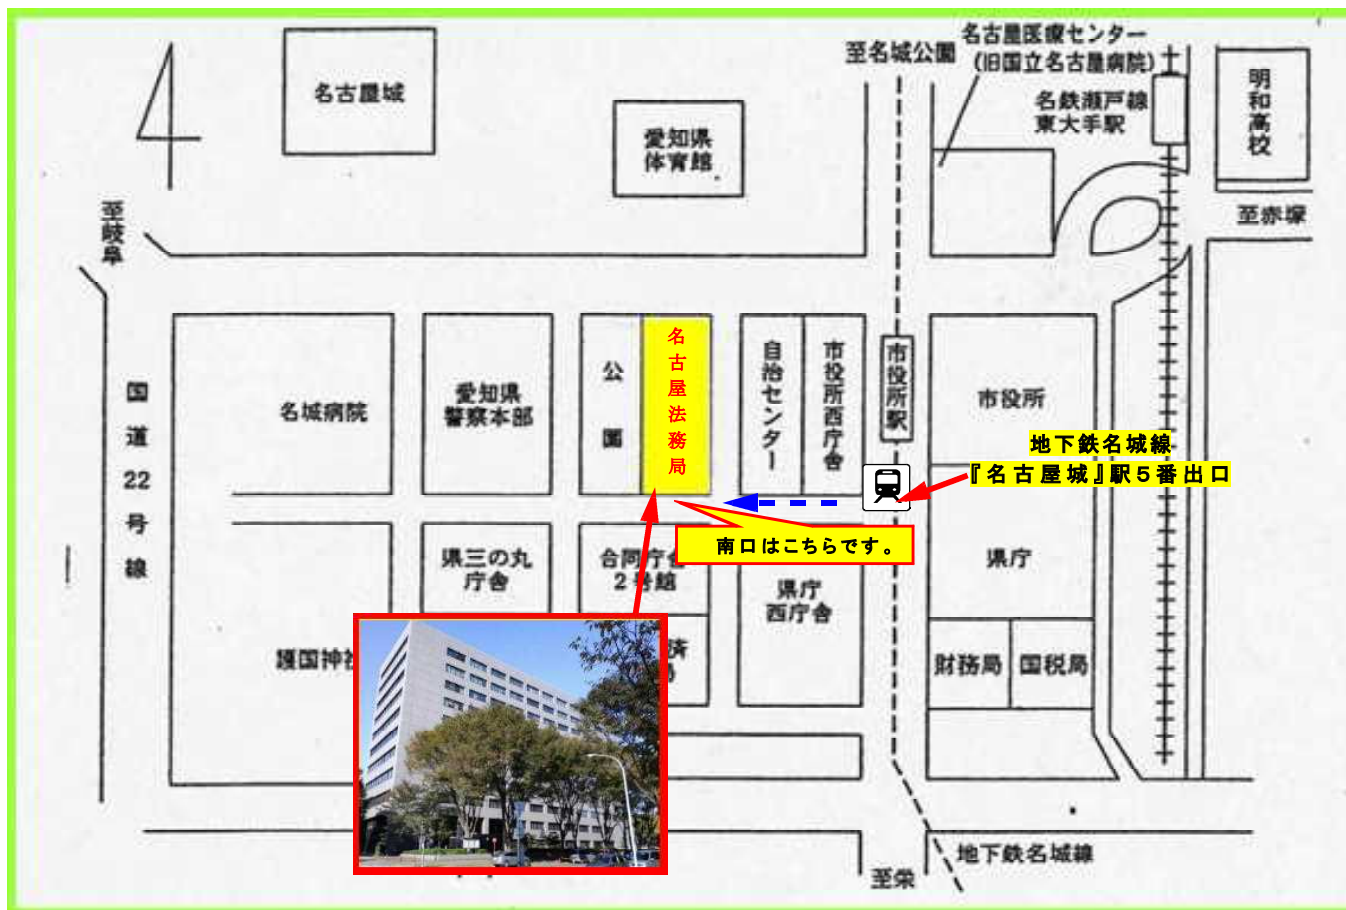 名古屋医療センター
(旧国立名古屋病院)
至名城公園
名古屋城
愛知県
体育館
名鉄瀬戸線
東大手駅
明和高校
至岐阜
至赤塚
国道22号線
名城病院
愛知県
警察本部
公園
名古屋法務局
自治センター
市役所西庁舎
市役所駅
市役所
地下鉄名城線
『名古屋城』駅5番出口
南口はこちらです。
県三の丸
庁舎
合同庁舎
2号館
県庁
西庁舎
県庁
護国神社
済
財務局
国税局
地下鉄名城線
至栄